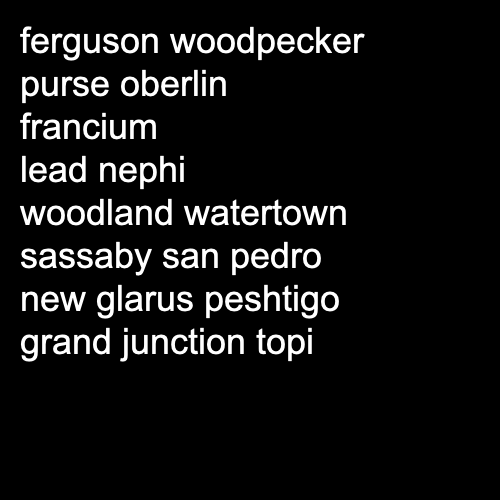 ferguson woodpecker
purse oberlin
francium
lead nephi
woodland watertown
sassaby san pedro
new glarus peshtigo
grand junction topi